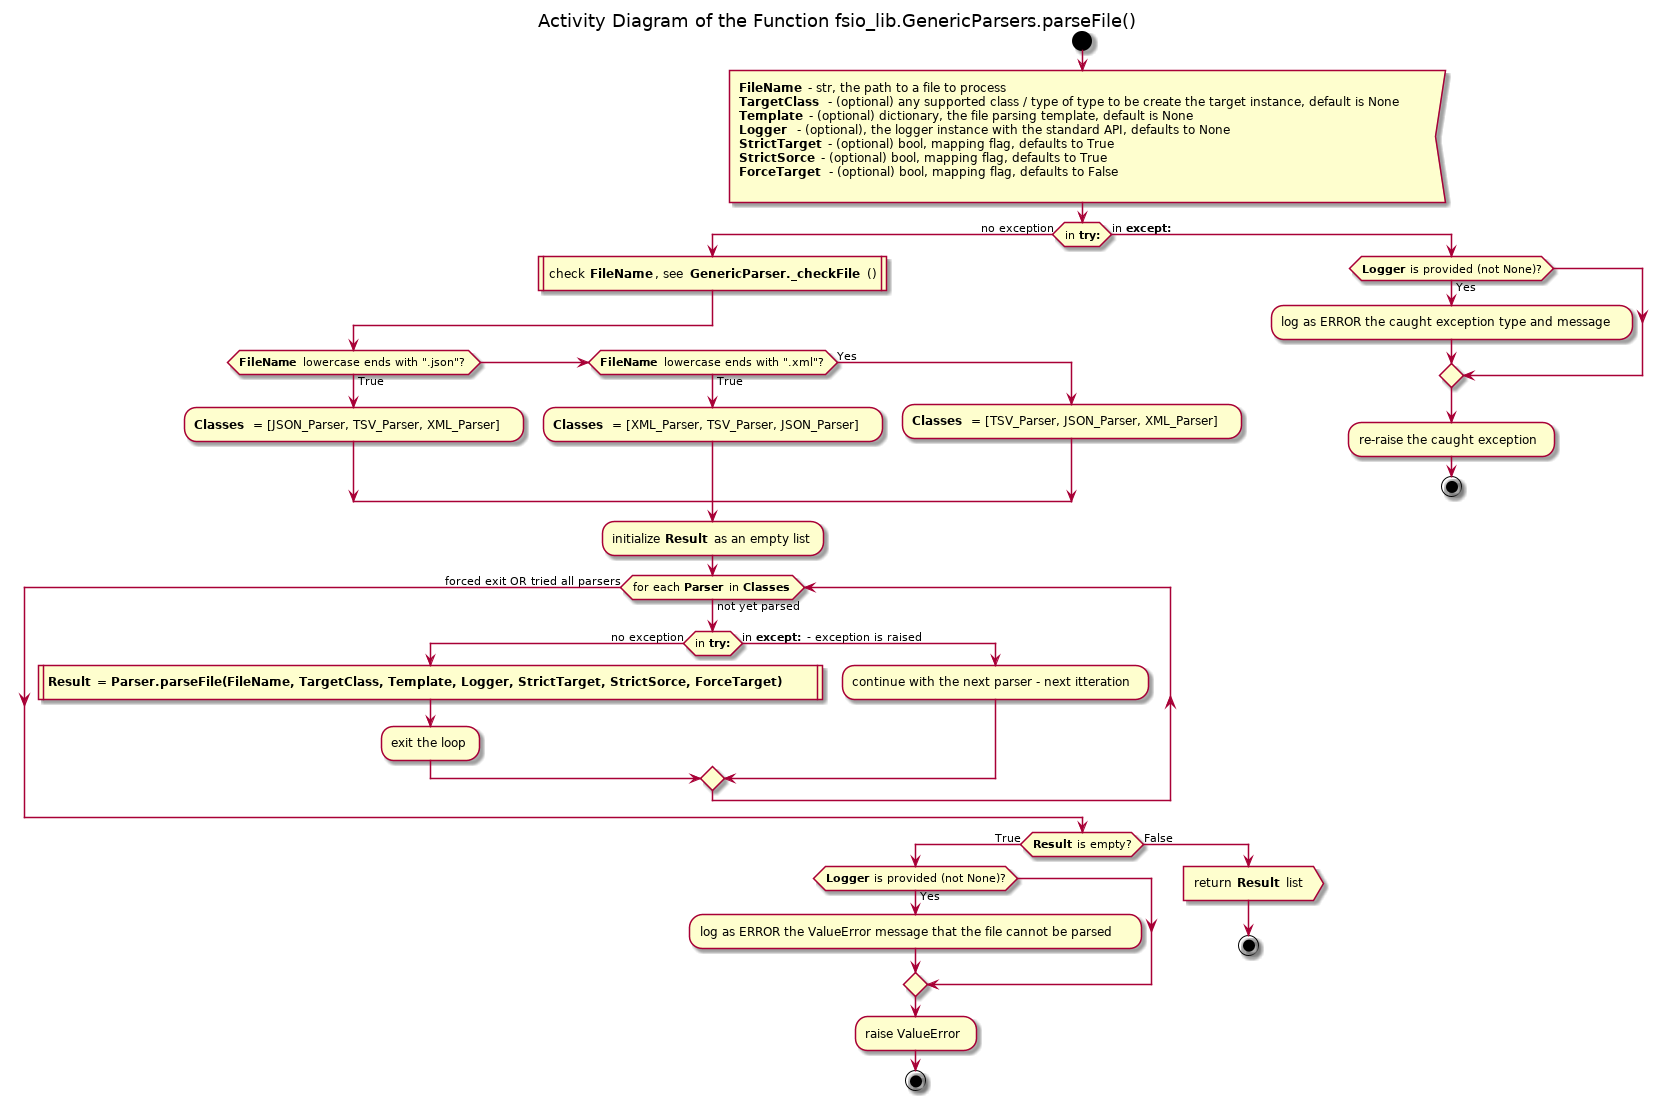 Activity Diagram of the Function fsio_lib.GenericParsers.parseFile()
FileName - str, the path to a file to process
TargetClass - (optional) any supported class / type of type to be create the target instance, default is None
Template - (optional) dictionary, the file parsing template, default is None
Logger - (optional), the logger instance with the standard API, defaults to None
StrictTarget - (optional) bool, mapping flag, defaults to True
StrictSorce - (optional) bool, mapping flag, defaults to True
ForceTarget - (optional) bool, mapping flag, defaults to False
no exception
in try:
in except:
check FileName, see GenericParser._checkFile ()
Logger is provided (not None)?
Yes
log as ERROR the caught exception type and message
re-raise the caught exception
FileName lowercase ends with ".json"?
True
FileName lowercase ends with ".xml"?
Yes
True
Classes = [JSON_Parser, TSV_Parser, XML_Parser]
Classes = [XML_Parser, TSV_Parser, JSON_Parser]
Classes = [TSV_Parser, JSON_Parser, XML_Parser]
initialize Result as an empty list
forced exit OR tried all parsers
for each Parser in Classes
not yet parsed
no exception
in try:
in except: - exception is raised
Result = Parser.parseFile(FileName, TargetClass, Template, Logger, StrictTarget, StrictSorce, ForceTarget)
continue with the next parser - next itteration
exit the loop
True
Result is empty?
False
Logger is provided (not None)?
Yes
return Result list
log as ERROR the ValueError message that the file cannot be parsed
raise ValueError